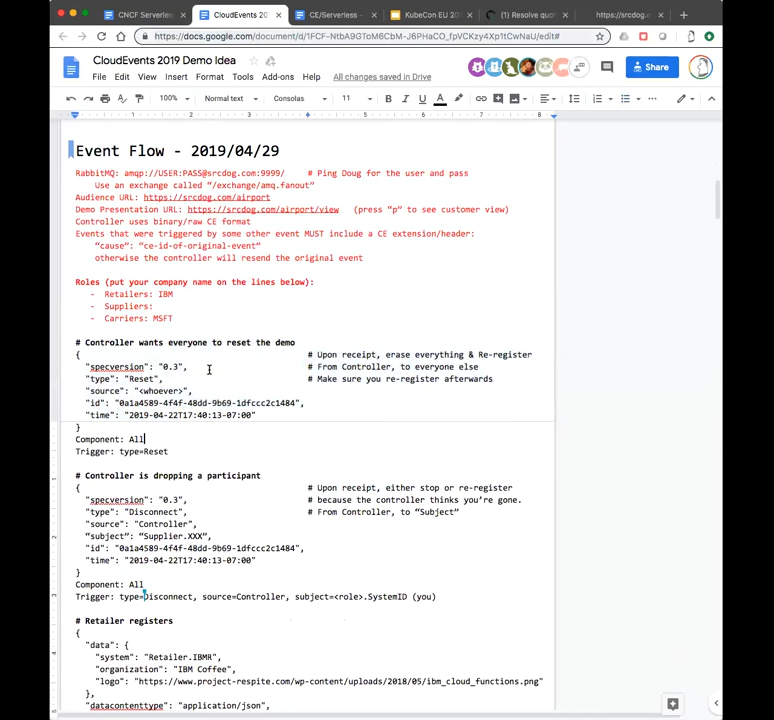 CNCF Serverless
CloudEvents 20
CE/Serverless -
KubeCon EU 20
(1) Resolve quo
https://srcdog.
https://docs.google.com/document/d/1FCF-NtbA9GToM6CbM-J6PHaCO_fpVCKzy4Xp1tCwNaU/edit#
CloudEvents 2019 Demo Idea
File Edit View Insert Format Tools Add-ons Help All changes saved in Drive
Share
100% Normal text Consolas 11
1 2 3 4 5 6 7 8
Event Flow - 2019/04/29
RabbitMQ: amqp://USER:PASS@srcdog.com:9999/ # Ping Doug for the user and pass
Use an exchange called “/exchange/amq.fanout”
Audience URL: https://srcdog.com/airport
Demo Presentation URL: https://srcdog.com/airport/view (press “p” to see customer view)
Controller uses binary/raw CE format
Events that were triggered by some other event MUST include a CE extension/header:
“cause”: “ce-id-of-original-event”
otherwise the controller will resend the original event
Roles (put your company name on the lines below):
- Retailers: IBM
- Suppliers:
- Carriers: MSFT
# Controller wants everyone to reset the demo
{ # Upon receipt, erase everything & Re-register
"specversion": "0.3", # From Controller, to everyone else
"type": "Reset", # Make sure you re-register afterwards
"source": "<whoever>",
"id": "0a1a4589-4f4f-48dd-9b69-1dfccc2c1484",
"time": "2019-04-22T17:40:13-07:00"
}
Component: All
Trigger: type=Reset
# Controller is dropping a participant
{ # Upon receipt, either stop or re-register
"specversion": "0.3", # because the controller thinks you’re gone.
"type": "Disconnect", # From Controller, to “Subject”
"source": "Controller",
“subject”: “Supplier.XXX”,
"id": "0a1a4589-4f4f-48dd-9b69-1dfccc2c1484",
"time": "2019-04-22T17:40:13-07:00"
}
Component: All
Trigger: type=Disconnect, source=Controller, subject=<role>.SystemID (you)
# Retailer registers
{
"data": {
"system": "Retailer.IBMR",
"organization": "IBM Coffee",
"logo": "https://www.project-respite.com/wp-content/uploads/2018/05/ibm_cloud_functions.png"
},
"datacontenttype": "application/json",